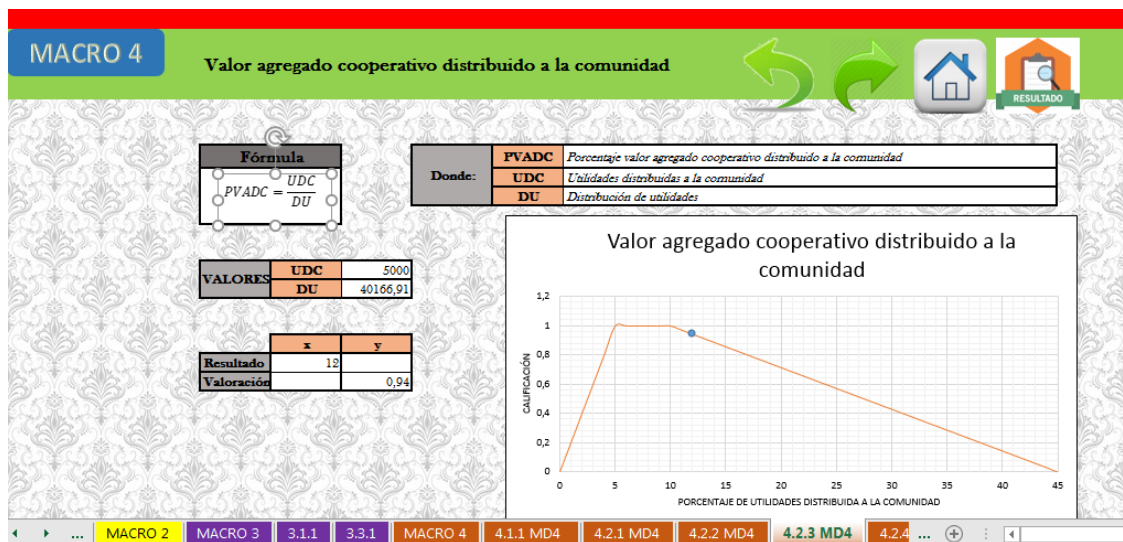 MACRO 4
Valor agregado cooperativo distribuido a la comunidad
RESULTADO
Fórmula
PVADC = UDC / DU
Donde:
PVADC Porcentaje valor agregado cooperativo distribuido a la comunidad
UDC Utilidades distribuidas a la comunidad
DU Distribución de utilidades
VALORES
UDC 5000
DU 40166,91
x y
Resultado 12
Valoración 0,94
Valor agregado cooperativo distribuido a la
comunidad
CALIFICACIÓN
1,2
1
0,8
0,6
0,4
0,2
0
0 5 10 15 20 25 30 35 40 45
PORCENTAJE DE UTILIDADES DISTRIBUIDA A LA COMUNIDAD
... MACRO 2 MACRO 3 3.1.1 3.3.1 MACRO 4 4.1.1 MD4 4.2.1 MD4 4.2.2 MD4 4.2.3 MD4 4.2.4 ...